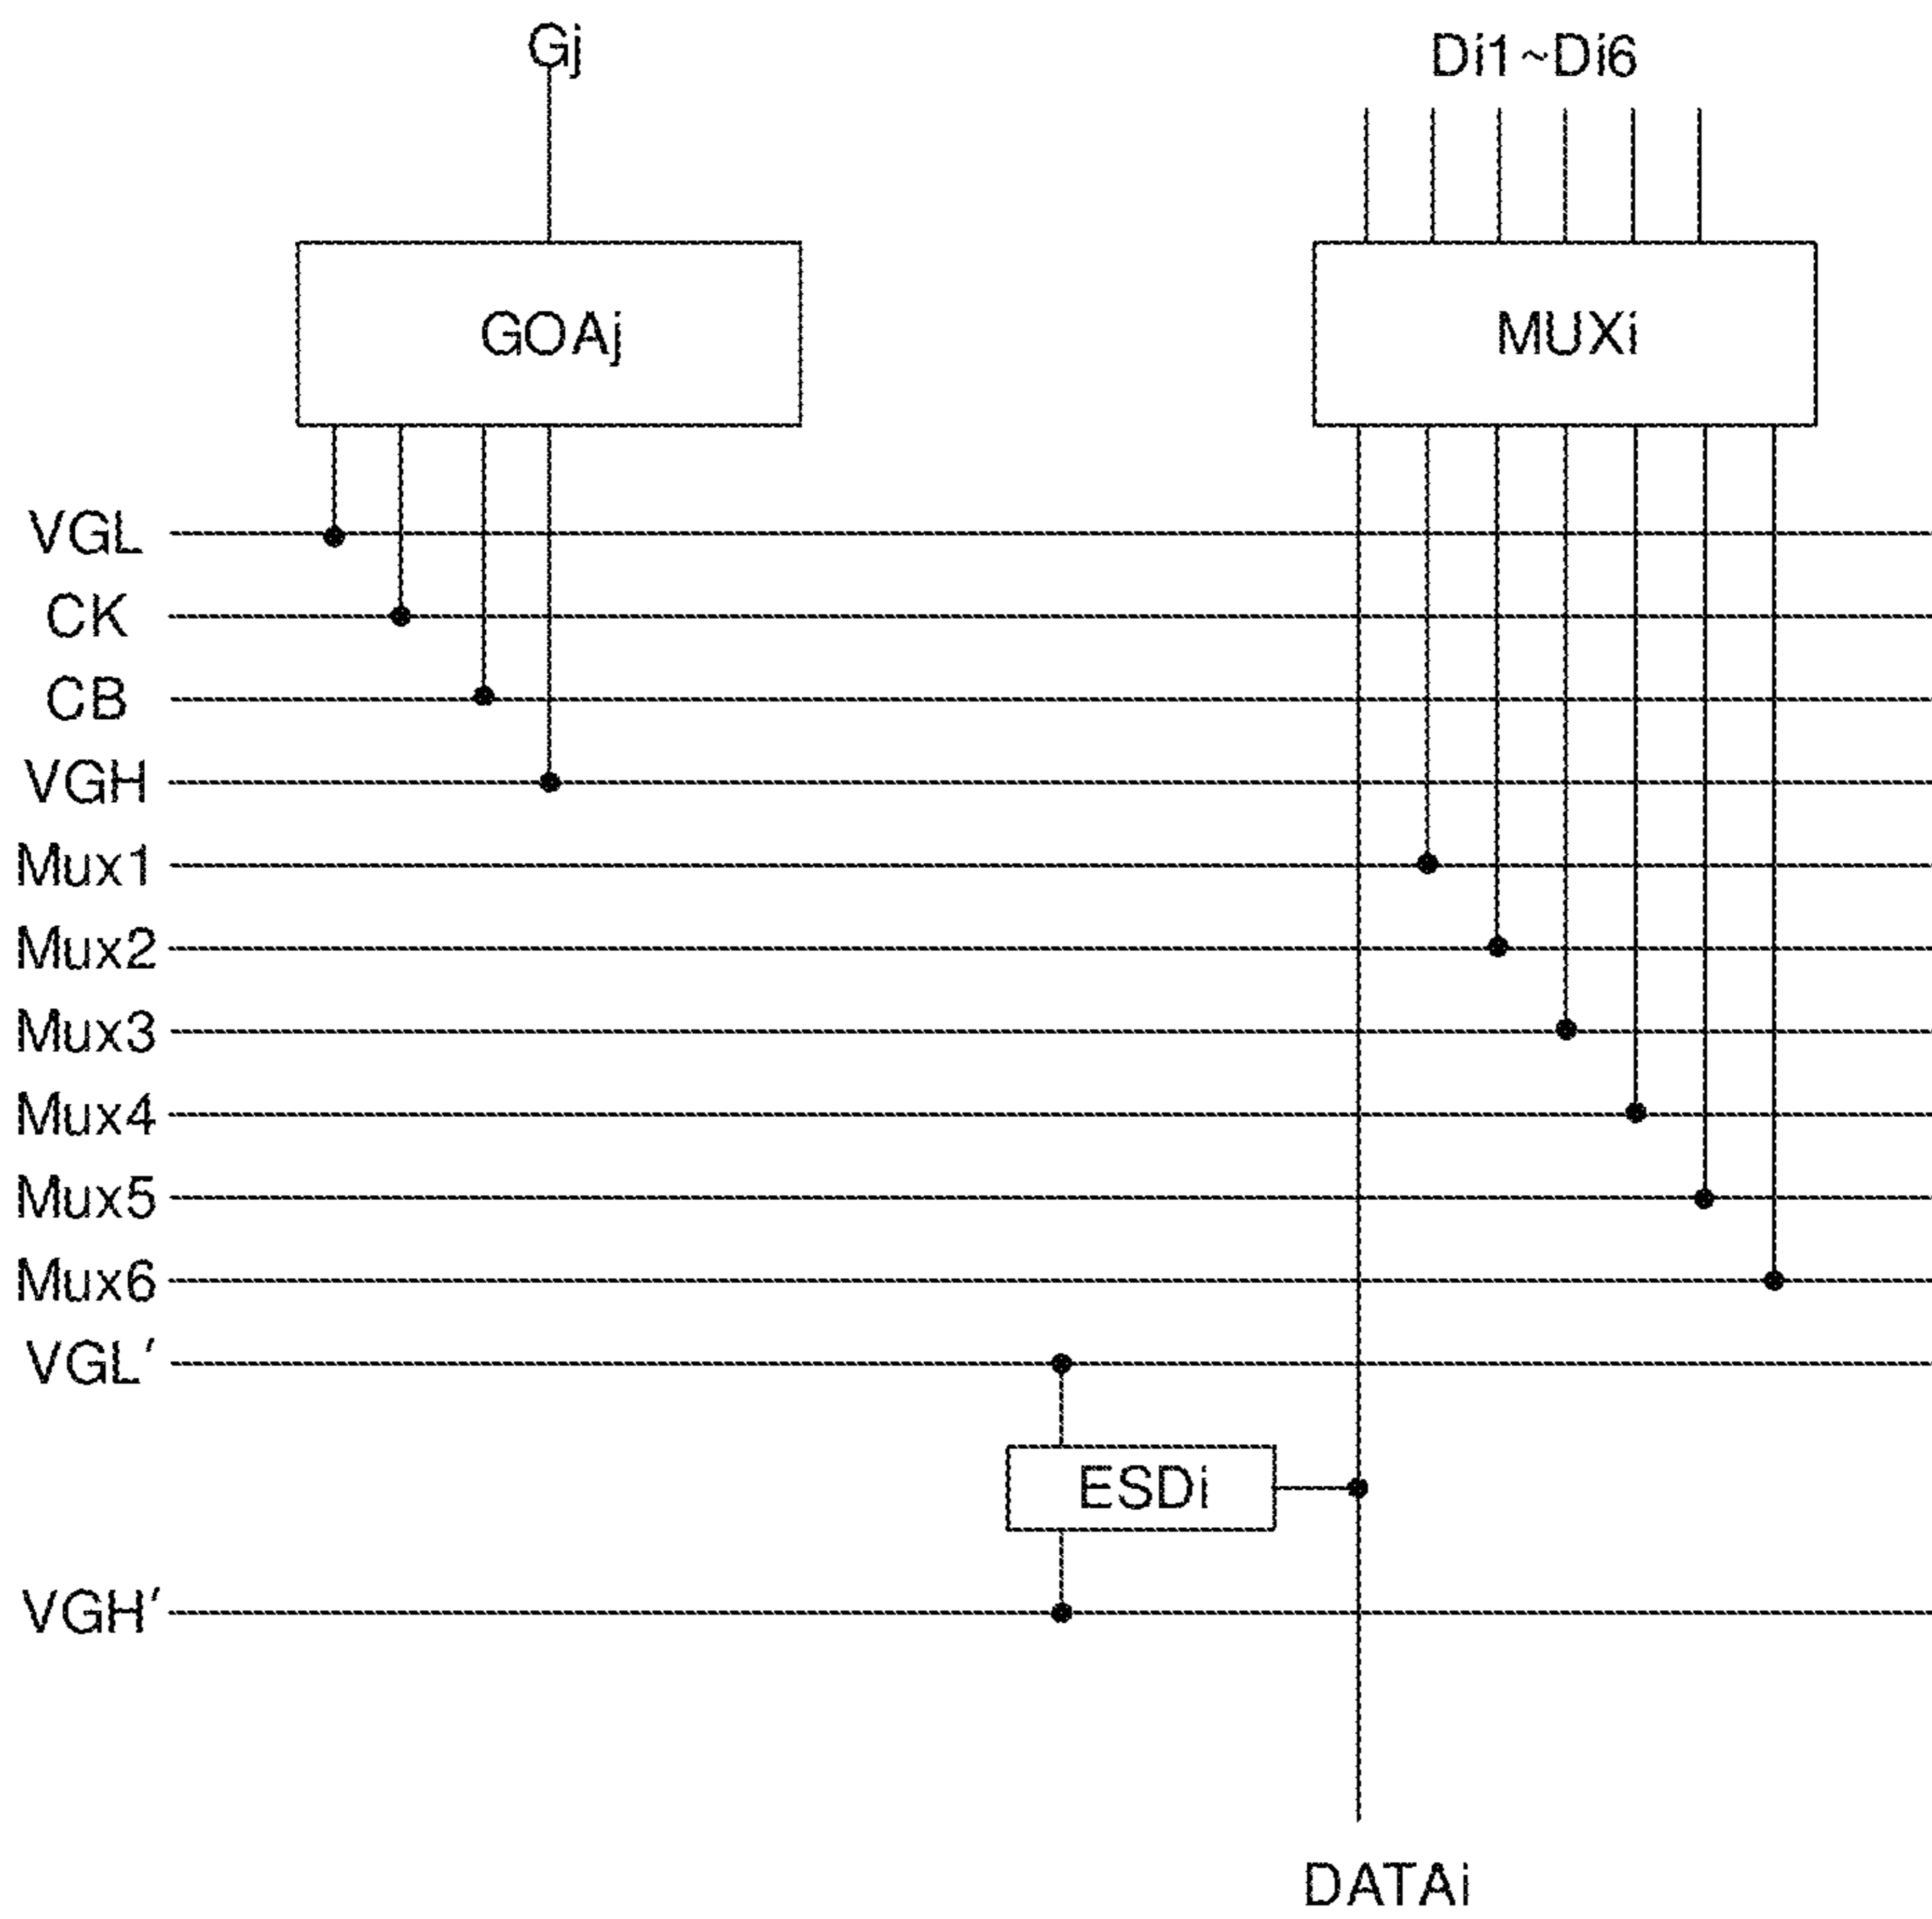 Gj
Di1~Di6
GOAj
MUXi
VGL
CK
CB
VGH
Mux1
Mux2
Mux3
Mux4
Mux5
Mux6
VGL′
ESDi
VGH′
DATAi